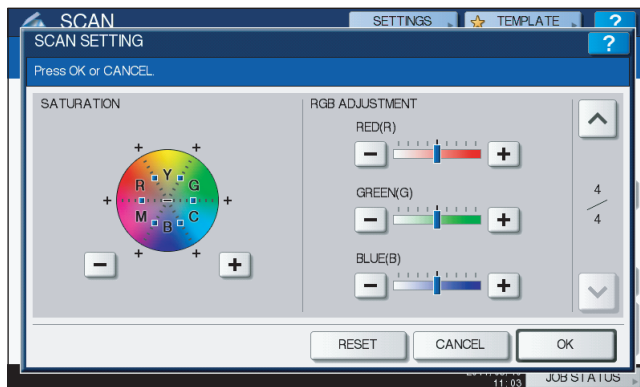 SCAN
SETTINGS
TEMPLATE
?
SCAN SETTING
?
Press OK or CANCEL.
SATURATION
+ +
R Y G
+ − +
M B C
+ + + +
− +
RGB ADJUSTMENT
RED(R)
− +
GREEN(G)
− +
BLUE(B)
− +
4
4
RESET
CANCEL
OK
11:03
JOB STATUS